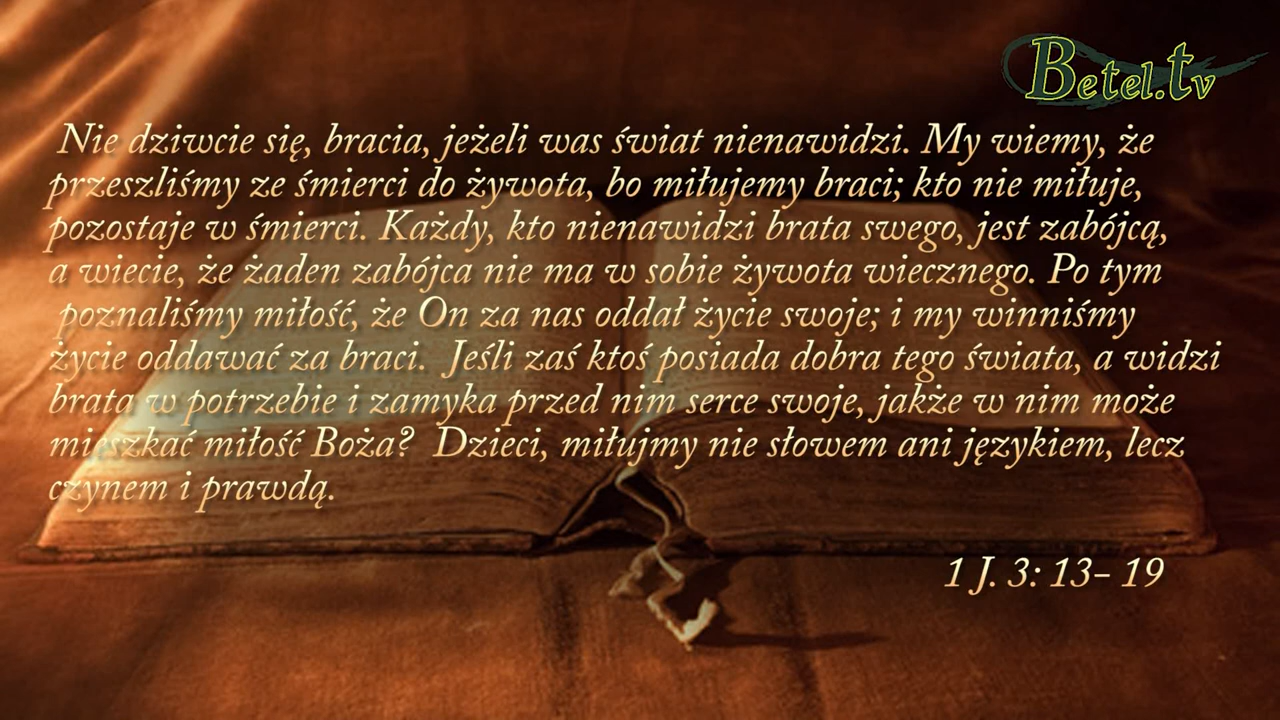 Betel.tv
Nie dziwcie się, bracia, jeżeli was świat nienawidzi. My wiemy, że
przeszliśmy ze śmierci do żywota, bo miłujemy braci; kto nie miłuje,
pozostaje w śmierci. Każdy, kto nienawidzi brata swego, jest zabójcą,
a wiecie, że żaden zabójca nie ma w sobie żywota wiecznego. Po tym
poznaliśmy miłość, że On za nas oddał życie swoje; i my winniśmy
życie oddawać za braci. Jeśli zaś ktoś posiada dobra tego świata, a widzi
brata w potrzebie i zamyka przed nim serce swoje, jakże w nim może
mieszkać miłość Boża? Dzieci, miłujmy nie słowem ani językiem, lecz
czynem i prawdą.
1 J. 3: 13– 19